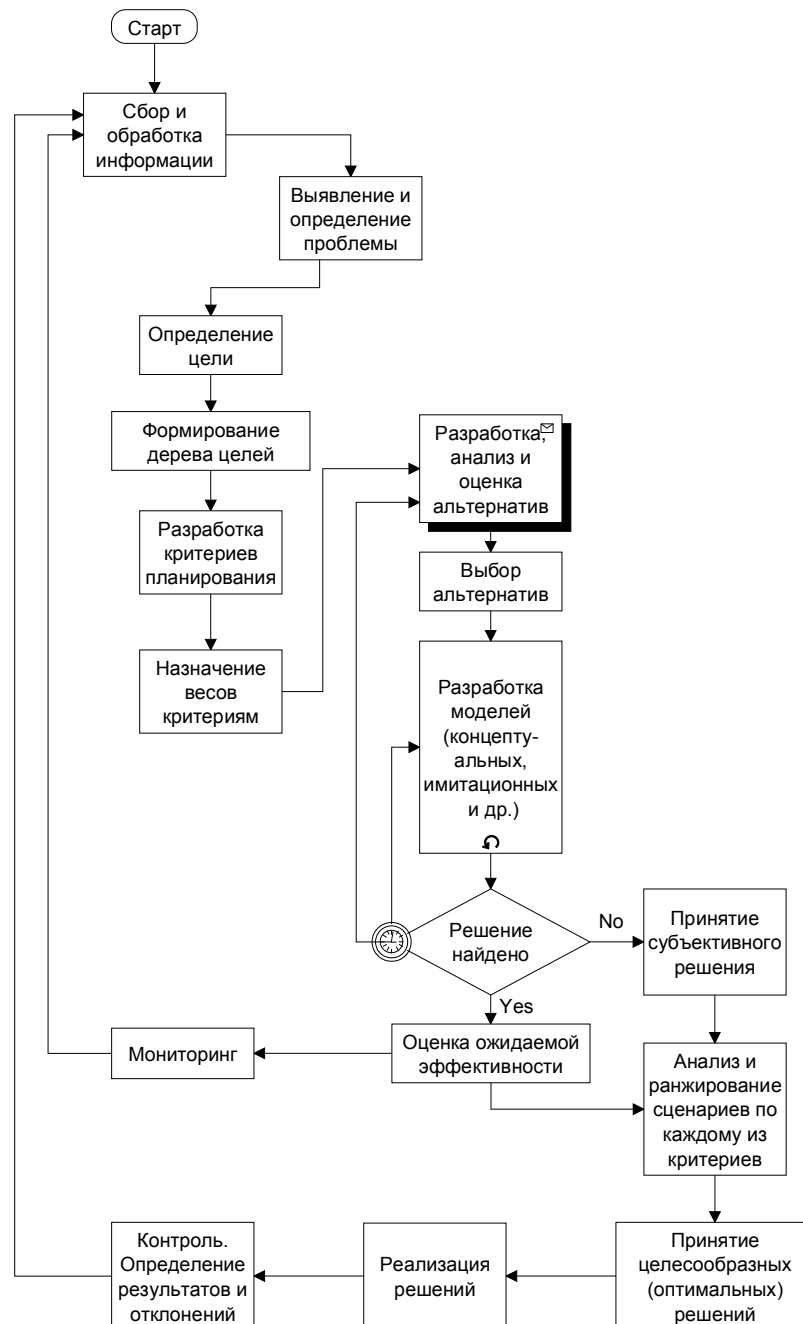 Старт
Сбор и
обработка
информации
Выявление и
определение
проблемы
Определение
цели
Формирование
дерева целей
Разработка
критериев
планирования
Назначение
весов
критериям
Разработка,
анализ и
оценка
альтернатив
Выбор
альтернатив
Разработка
моделей
(концепту-
альных,
имитационных
и др.)
Решение
найдено
No
Yes
Принятие
субъективного
решения
Оценка ожидаемой
эффективности
Мониторинг
Анализ и
ранжирование
сценариев по
каждому из
критериев
Принятие
целесообразных
(оптимальных)
решений
Реализация
решений
Контроль.
Определение
результатов и
отклонений